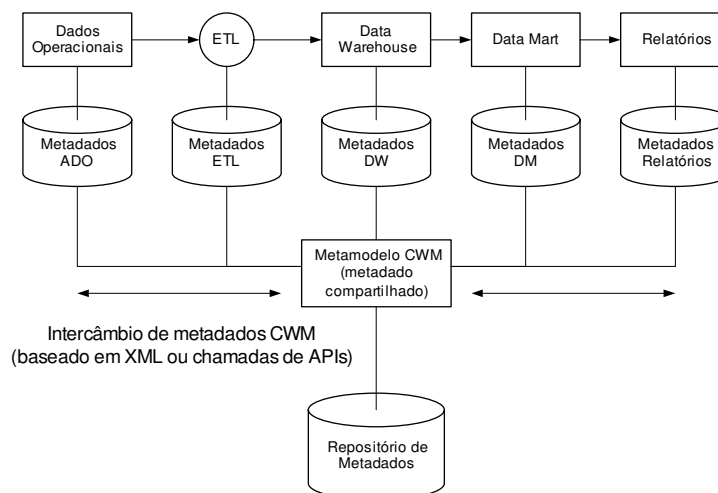 Dados
Operacionais
ETL
Data
Warehouse
Data Mart
Relatórios
Metadados
ADO
Metadados
ETL
Metadados
DW
Metadados
DM
Metadados
Relatórios
Metamodelo CWM
(metadado
compartilhado)
Intercâmbio de metadados CWM
(baseado em XML ou chamadas de APIs)
Repositório de
Metadados